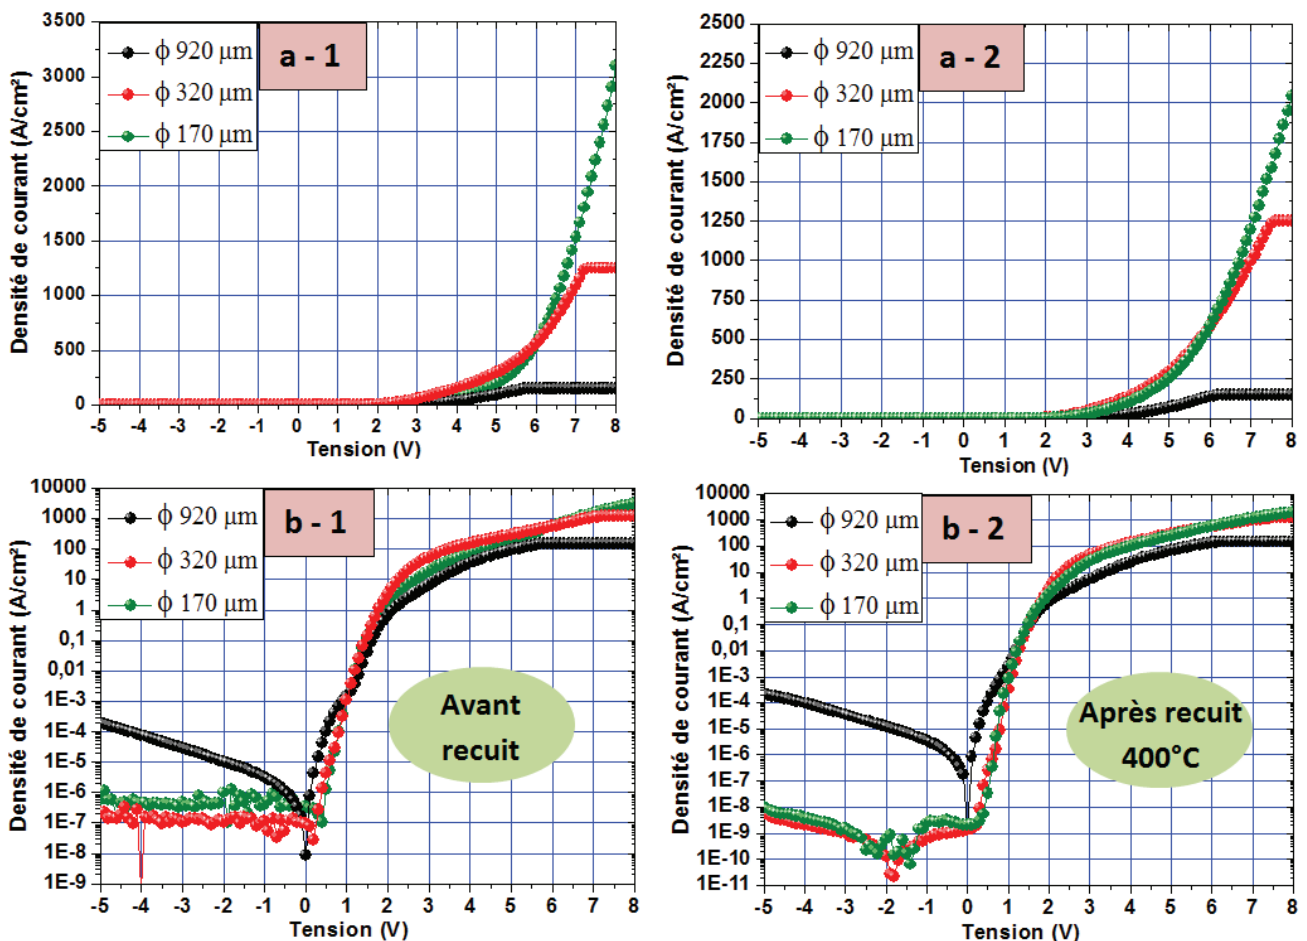 a - 1
ϕ 920 µm
ϕ 320 µm
ϕ 170 µm
Densité de courant (A/cm²)
3500
3000
2500
2000
1500
1000
500
0
-5 -4 -3 -2 -1 0 1 2 3 4 5 6 7 8
Tension (V)
a - 2
ϕ 920 µm
ϕ 320 µm
ϕ 170 µm
Densité de courant (A/cm²)
2500
2250
2000
1750
1500
1250
1000
750
500
250
0
-5 -4 -3 -2 -1 0 1 2 3 4 5 6 7 8
Tension (V)
b - 1
ϕ 920 µm
ϕ 320 µm
ϕ 170 µm
Avant
recuit
Densité de courant (A/cm²)
10000
1000
100
10
1
0,1
0,01
1E-3
1E-4
1E-5
1E-6
1E-7
1E-8
1E-9
-5 -4 -3 -2 -1 0 1 2 3 4 5 6 7 8
Tension (V)
b - 2
ϕ 920 µm
ϕ 320 µm
ϕ 170 µm
Après recuit
400°C
Densité de courant (A/cm²)
10000
1000
100
10
1
0,1
0,01
1E-3
1E-4
1E-5
1E-6
1E-7
1E-8
1E-9
1E-10
1E-11
-5 -4 -3 -2 -1 0 1 2 3 4 5 6 7 8
Tension (V)